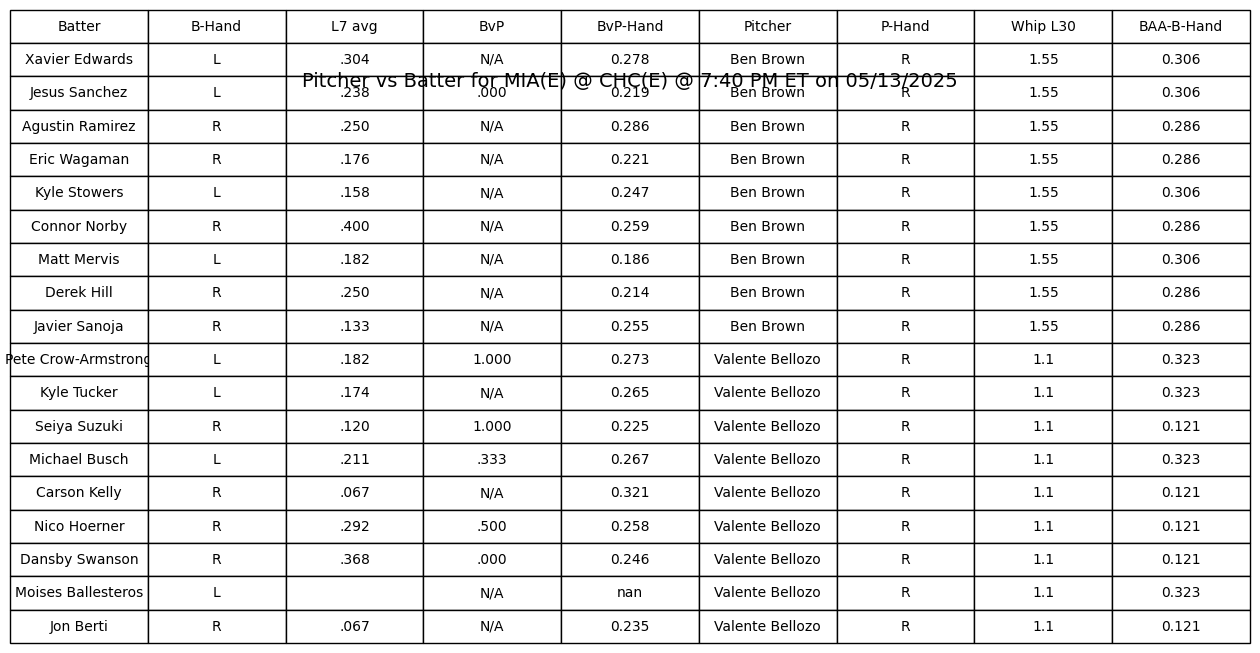 Batter B-Hand L7 avg BvP BvP-Hand Pitcher P-Hand Whip L30 BAA-B-Hand
Xavier Edwards L .304 N/A 0.278 Ben Brown R 1.55 0.306
Pitcher vs Batter for MIA(E) @ CHC(E) @ 7:40 PM ET on 05/13/2025
Jesus Sanchez L .238 .000 0.219 Ben Brown R 1.55 0.306
Agustin Ramirez R .250 N/A 0.286 Ben Brown R 1.55 0.286
Eric Wagaman R .176 N/A 0.221 Ben Brown R 1.55 0.286
Kyle Stowers L .158 N/A 0.247 Ben Brown R 1.55 0.306
Connor Norby R .400 N/A 0.259 Ben Brown R 1.55 0.286
Matt Mervis L .182 N/A 0.186 Ben Brown R 1.55 0.306
Derek Hill R .250 N/A 0.214 Ben Brown R 1.55 0.286
Javier Sanoja R .133 N/A 0.255 Ben Brown R 1.55 0.286
Pete Crow-Armstrong L .182 1.000 0.273 Valente Bellozo R 1.1 0.323
Kyle Tucker L .174 N/A 0.265 Valente Bellozo R 1.1 0.323
Seiya Suzuki R .120 1.000 0.225 Valente Bellozo R 1.1 0.121
Michael Busch L .211 .333 0.267 Valente Bellozo R 1.1 0.323
Carson Kelly R .067 N/A 0.321 Valente Bellozo R 1.1 0.121
Nico Hoerner R .292 .500 0.258 Valente Bellozo R 1.1 0.121
Dansby Swanson R .368 .000 0.246 Valente Bellozo R 1.1 0.121
Moises Ballesteros L N/A nan Valente Bellozo R 1.1 0.323
Jon Berti R .067 N/A 0.235 Valente Bellozo R 1.1 0.121